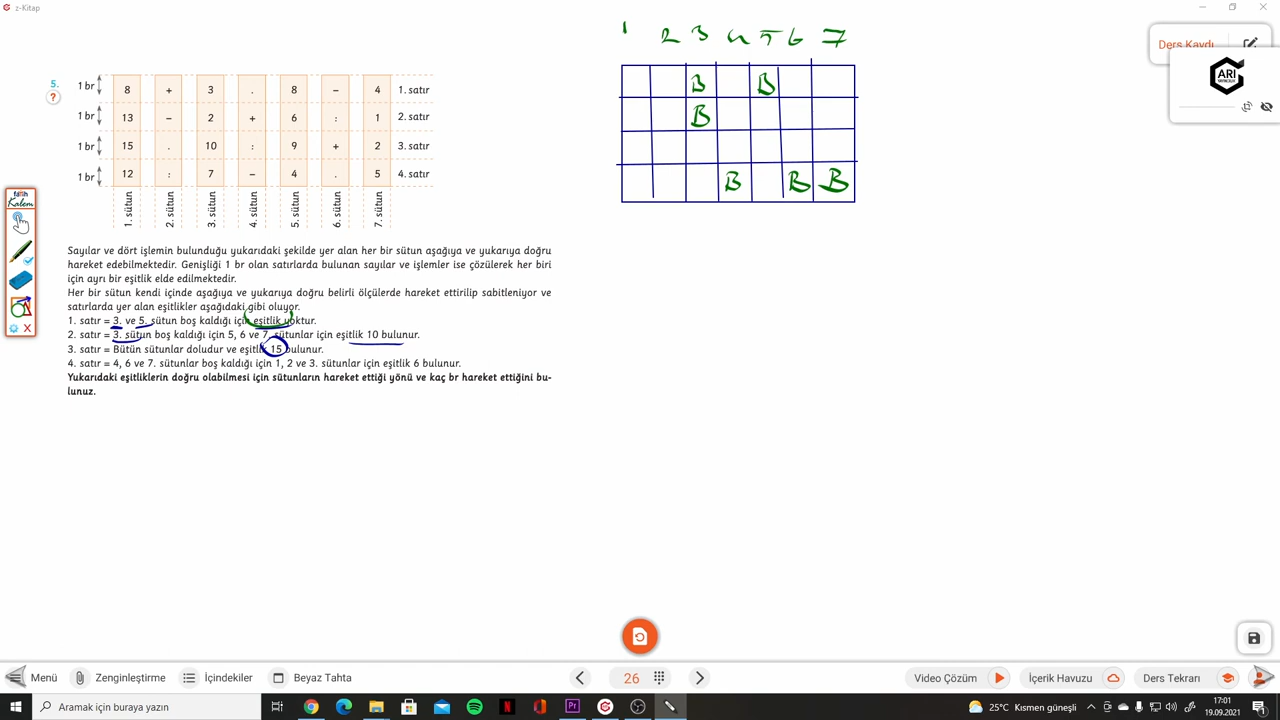 z-Kitap
1 2 3 4 5 6 7
Ders Kaydı
ARI
5.
?
1 br 8 + 3 . 8 – 4 1. satır
1 br 13 – 2 + 6 : 1 2. satır
1 br 15 . 10 : 9 + 2 3. satır
1 br 12 : 7 – 4 . 5 4. satır
1. sütun 2. sütun 3. sütun 4. sütun 5. sütun 6. sütun 7. sütun
B B
B
B B B
fatih
Kalem
Sayılar ve dört işlemin bulunduğu yukarıdaki şekilde yer alan her bir sütun aşağıya ve yukarıya doğru
hareket edebilmektedir. Genişliği 1 br olan satırlarda bulunan sayılar ve işlemler ise çözülerek her biri
için ayrı bir eşitlik elde edilmektedir.
Her bir sütun kendi içinde aşağıya ve yukarıya doğru belirli ölçülerde hareket ettirilip sabitleniyor ve
satırlarda yer alan eşitlikler aşağıdaki gibi oluyor.
1. satır = 3. ve 5. sütun boş kaldığı için eşitlik yoktur.
2. satır = 3. sütun boş kaldığı için 5, 6 ve 7. sütunlar için eşitlik 10 bulunur.
3. satır = Bütün sütunlar doludur ve eşitlik 15 bulunur.
4. satır = 4, 6 ve 7. sütunlar boş kaldığı için 1, 2 ve 3. sütunlar için eşitlik 6 bulunur.
Yukarıdaki eşitliklerin doğru olabilmesi için sütunların hareket ettiği yönü ve kaç br hareket ettiğini bu-
lunuz.
Menü Zenginleştirme İçindekiler Beyaz Tahta 26 Video Çözüm İçerik Havuzu Ders Tekrarı
Aramak için buraya yazın 25°C Kısmen güneşli 17:01
19.09.2021